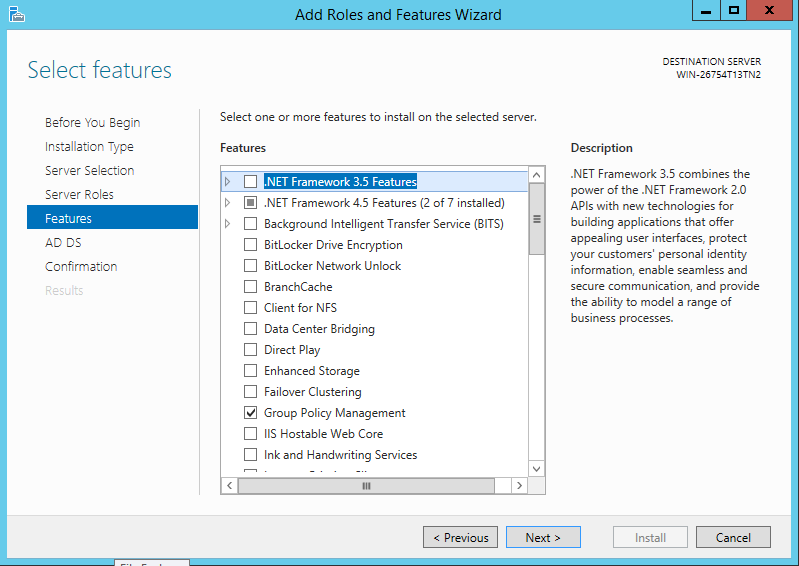 Add Roles and Features Wizard
Select features
DESTINATION SERVER
WIN-26754T13TN2
Before You Begin
Installation Type
Server Selection
Server Roles
Features
AD DS
Confirmation
Results
Select one or more features to install on the selected server.
Features
.NET Framework 3.5 Features
.NET Framework 4.5 Features (2 of 7 installed)
Background Intelligent Transfer Service (BITS)
BitLocker Drive Encryption
BitLocker Network Unlock
BranchCache
Client for NFS
Data Center Bridging
Direct Play
Enhanced Storage
Failover Clustering
Group Policy Management
IIS Hostable Web Core
Ink and Handwriting Services
Description
.NET Framework 3.5 combines the
power of the .NET Framework 2.0
APIs with new technologies for
building applications that offer
appealing user interfaces, protect
your customers' personal identity
information, enable seamless and
secure communication, and provide
the ability to model a range of
business processes.
< Previous
Next >
Install
Cancel